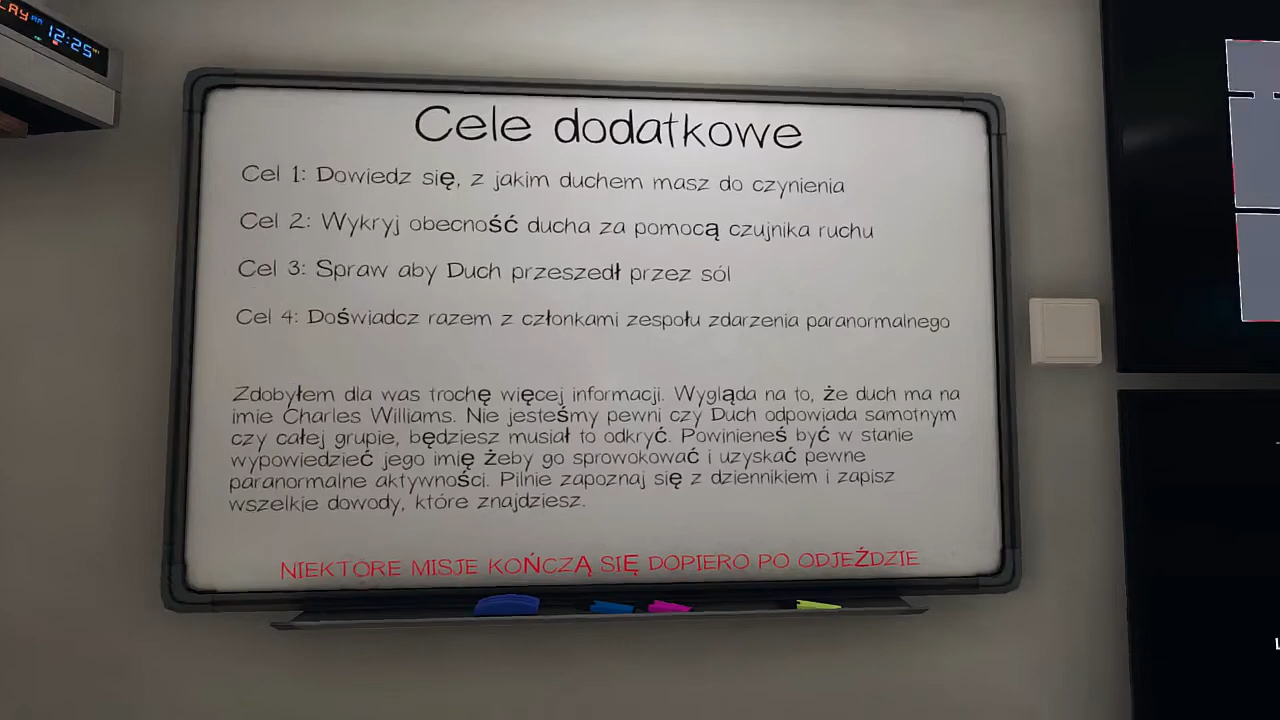 12:25
Cele dodatkowe
Cel 1: Dowiedz się, z jakim duchem masz do czynienia
Cel 2: Wykryj obecność ducha za pomocą czujnika ruchu
Cel 3: Spraw aby Duch przeszedł przez sól
Cel 4: Doświadcz razem z członkami zespołu zdarzenia paranormalnego
Zdobyłem dla was trochę więcej informacji. Wygląda na to, że duch ma na
imie Charles Williams. Nie jesteśmy pewni czy Duch odpowiada samotnym
czy całej grupie, będziesz musiał to odkryć. Powinieneś być w stanie
wypowiedzieć jego imię żeby go sprowokować i uzyskać pewne
paranormalne aktywności. Pilnie zapoznaj się z dziennikiem i zapisz
wszelkie dowody, które znajdziesz.
NIEKTÓRE MISJE KOŃCZĄ SIĘ DOPIERO PO ODJEŹDZIE